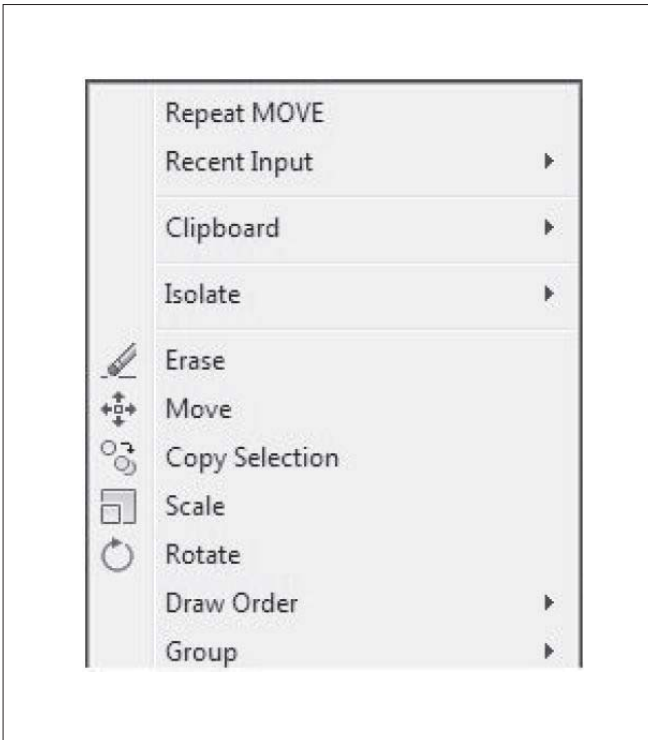 Repeat MOVE
Recent Input
Clipboard
Isolate
Erase
Move
Copy Selection
Scale
Rotate
Draw Order
Group